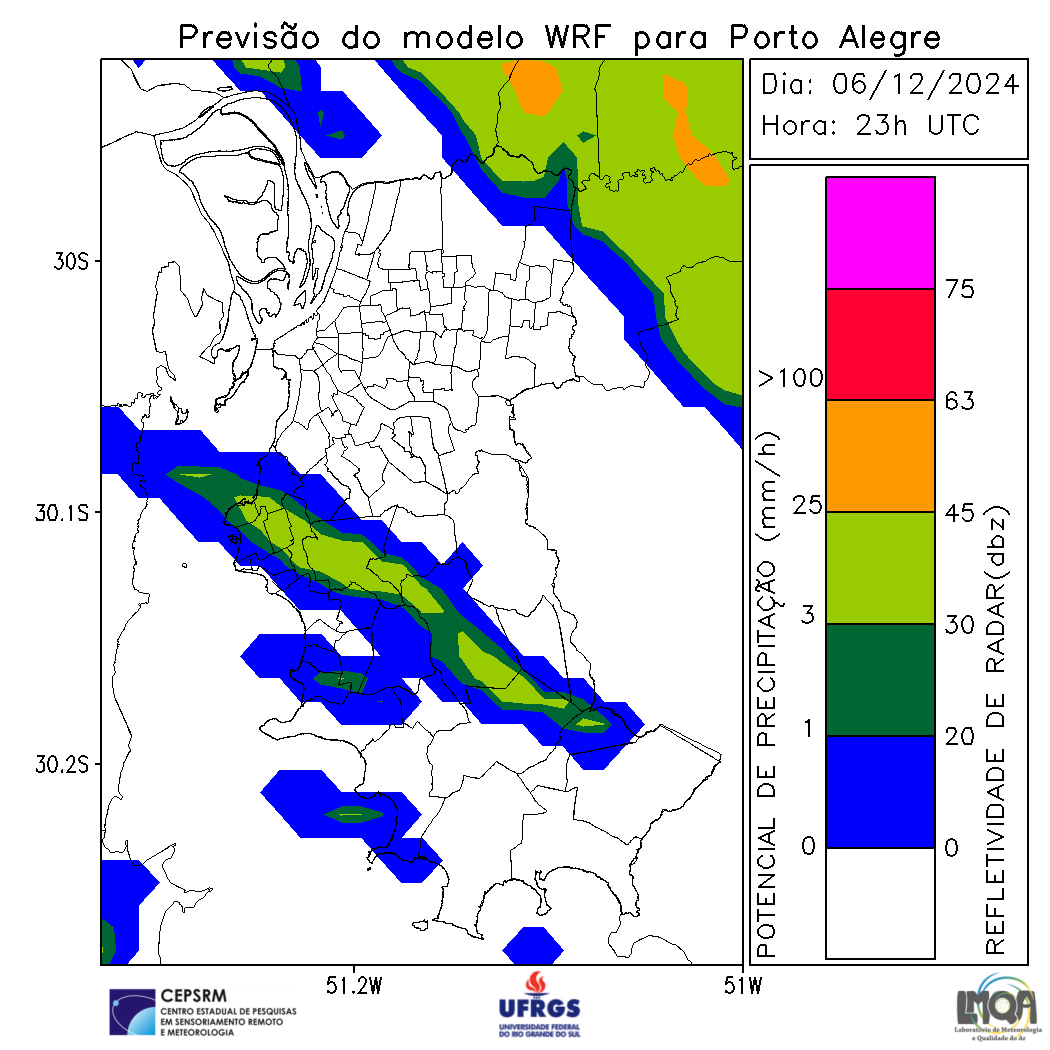 Previsão do modelo WRF para Porto Alegre
Dia: 06/12/2024
Hora: 23h UTC
30S
30.1S
30.2S
51.2W
51W
POTENCIAL DE PRECIPITAÇÃO (mm/h)
>100
25
3
1
0
75
63
45
30
20
0
REFLETIVIDADE DE RADAR(dbz)
CEPSRM
CENTRO ESTADUAL DE PESQUISAS
EM SENSORIAMENTO REMOTO
E METEOROLOGIA
UFRGS
UNIVERSIDADE FEDERAL
DO RIO GRANDE DO SUL
LMQA
Laboratório de Meteorologia
e Qualidade do Ar